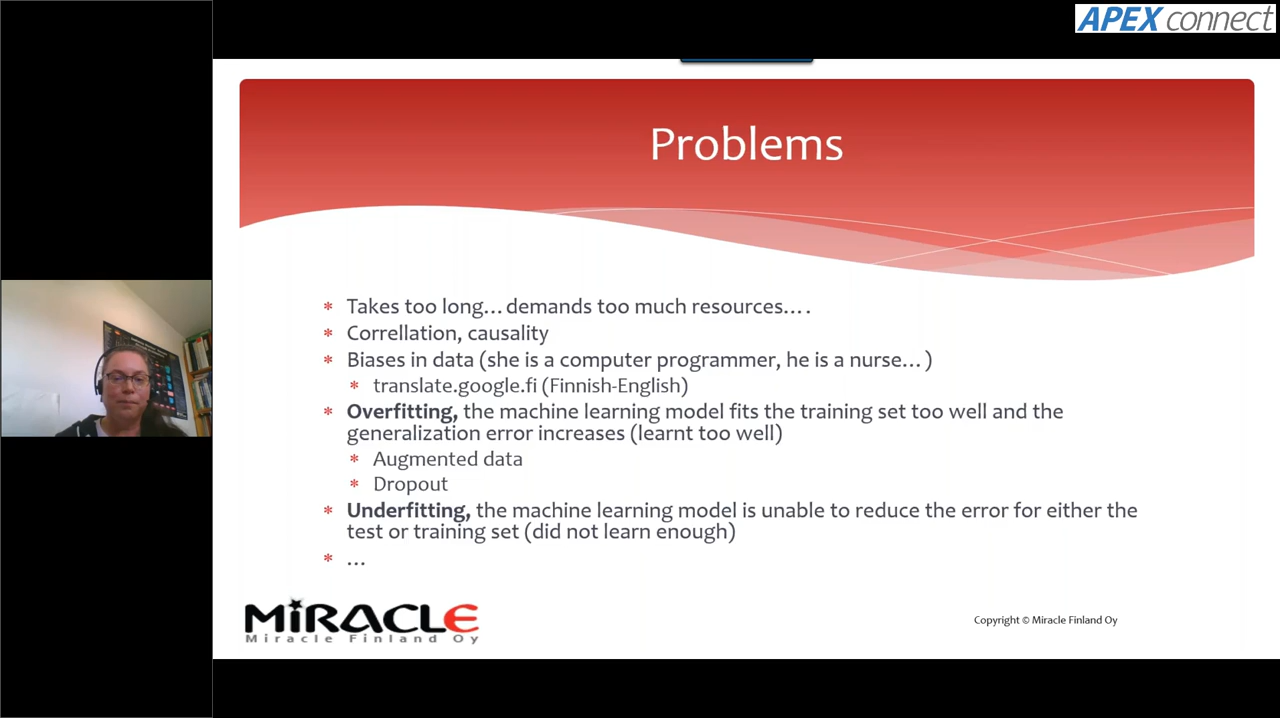 APEX connect
Problems
* Takes too long... demands too much resources....
* Correllation, causality
* Biases in data (she is a computer programmer, he is a nurse... )
* translate.google.fi (Finnish-English)
* Overfitting, the machine learning model fits the training set too well and the
generalization error increases (learnt too well)
* Augmented data
* Dropout
* Underfitting, the machine learning model is unable to reduce the error for either the
test or training set (did not learn enough)
* ...
MiRACLE
Miracle Finland Oy
Copyright © Miracle Finland Oy